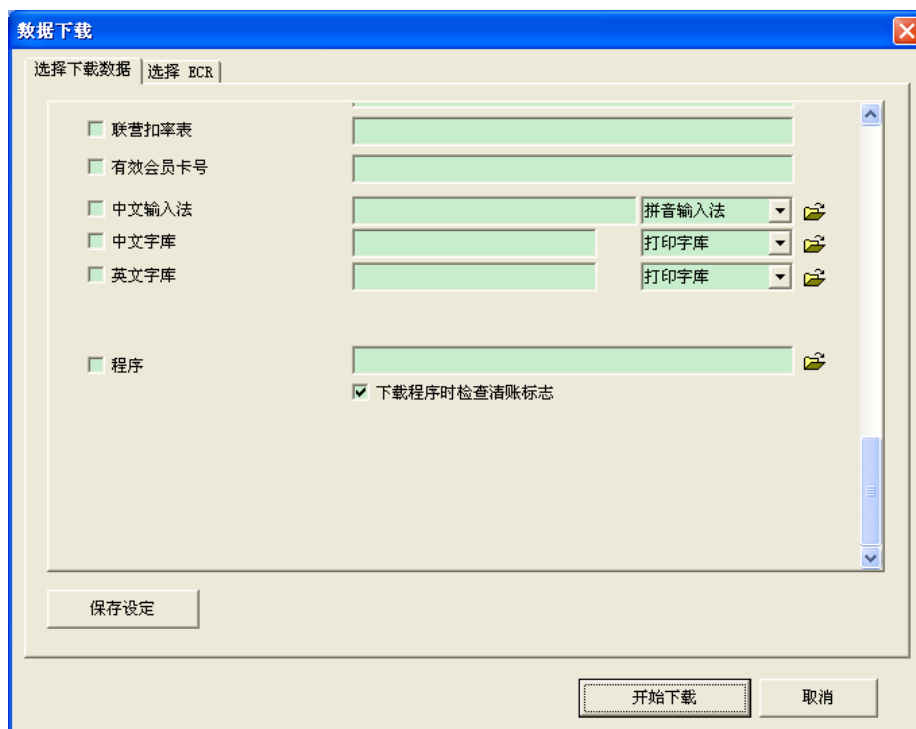 数据下载
选择下载数据 选择 ECR
联营扣率表
有效会员卡号
中文输入法 拼音输入法
中文字库 打印字库
英文字库 打印字库
程序
下载程序时检查清账标志
保存设定
开始下载 取消